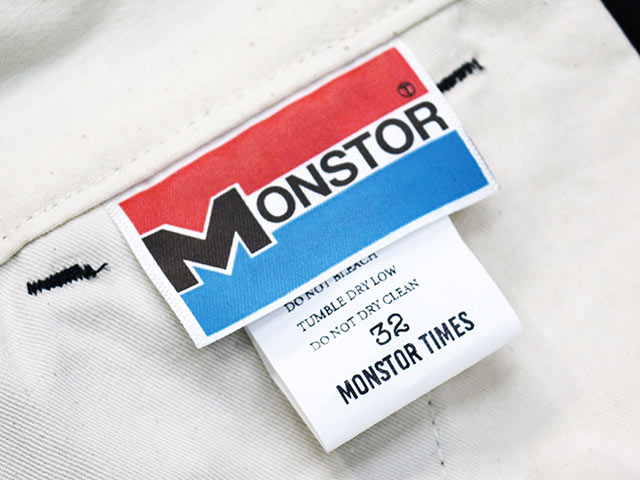 Ⓣ
MONSTOR
DO NOT BLEACH
TUMBLE DRY LOW
DO NOT DRY CLEAN
32
MONSTOR TIMES